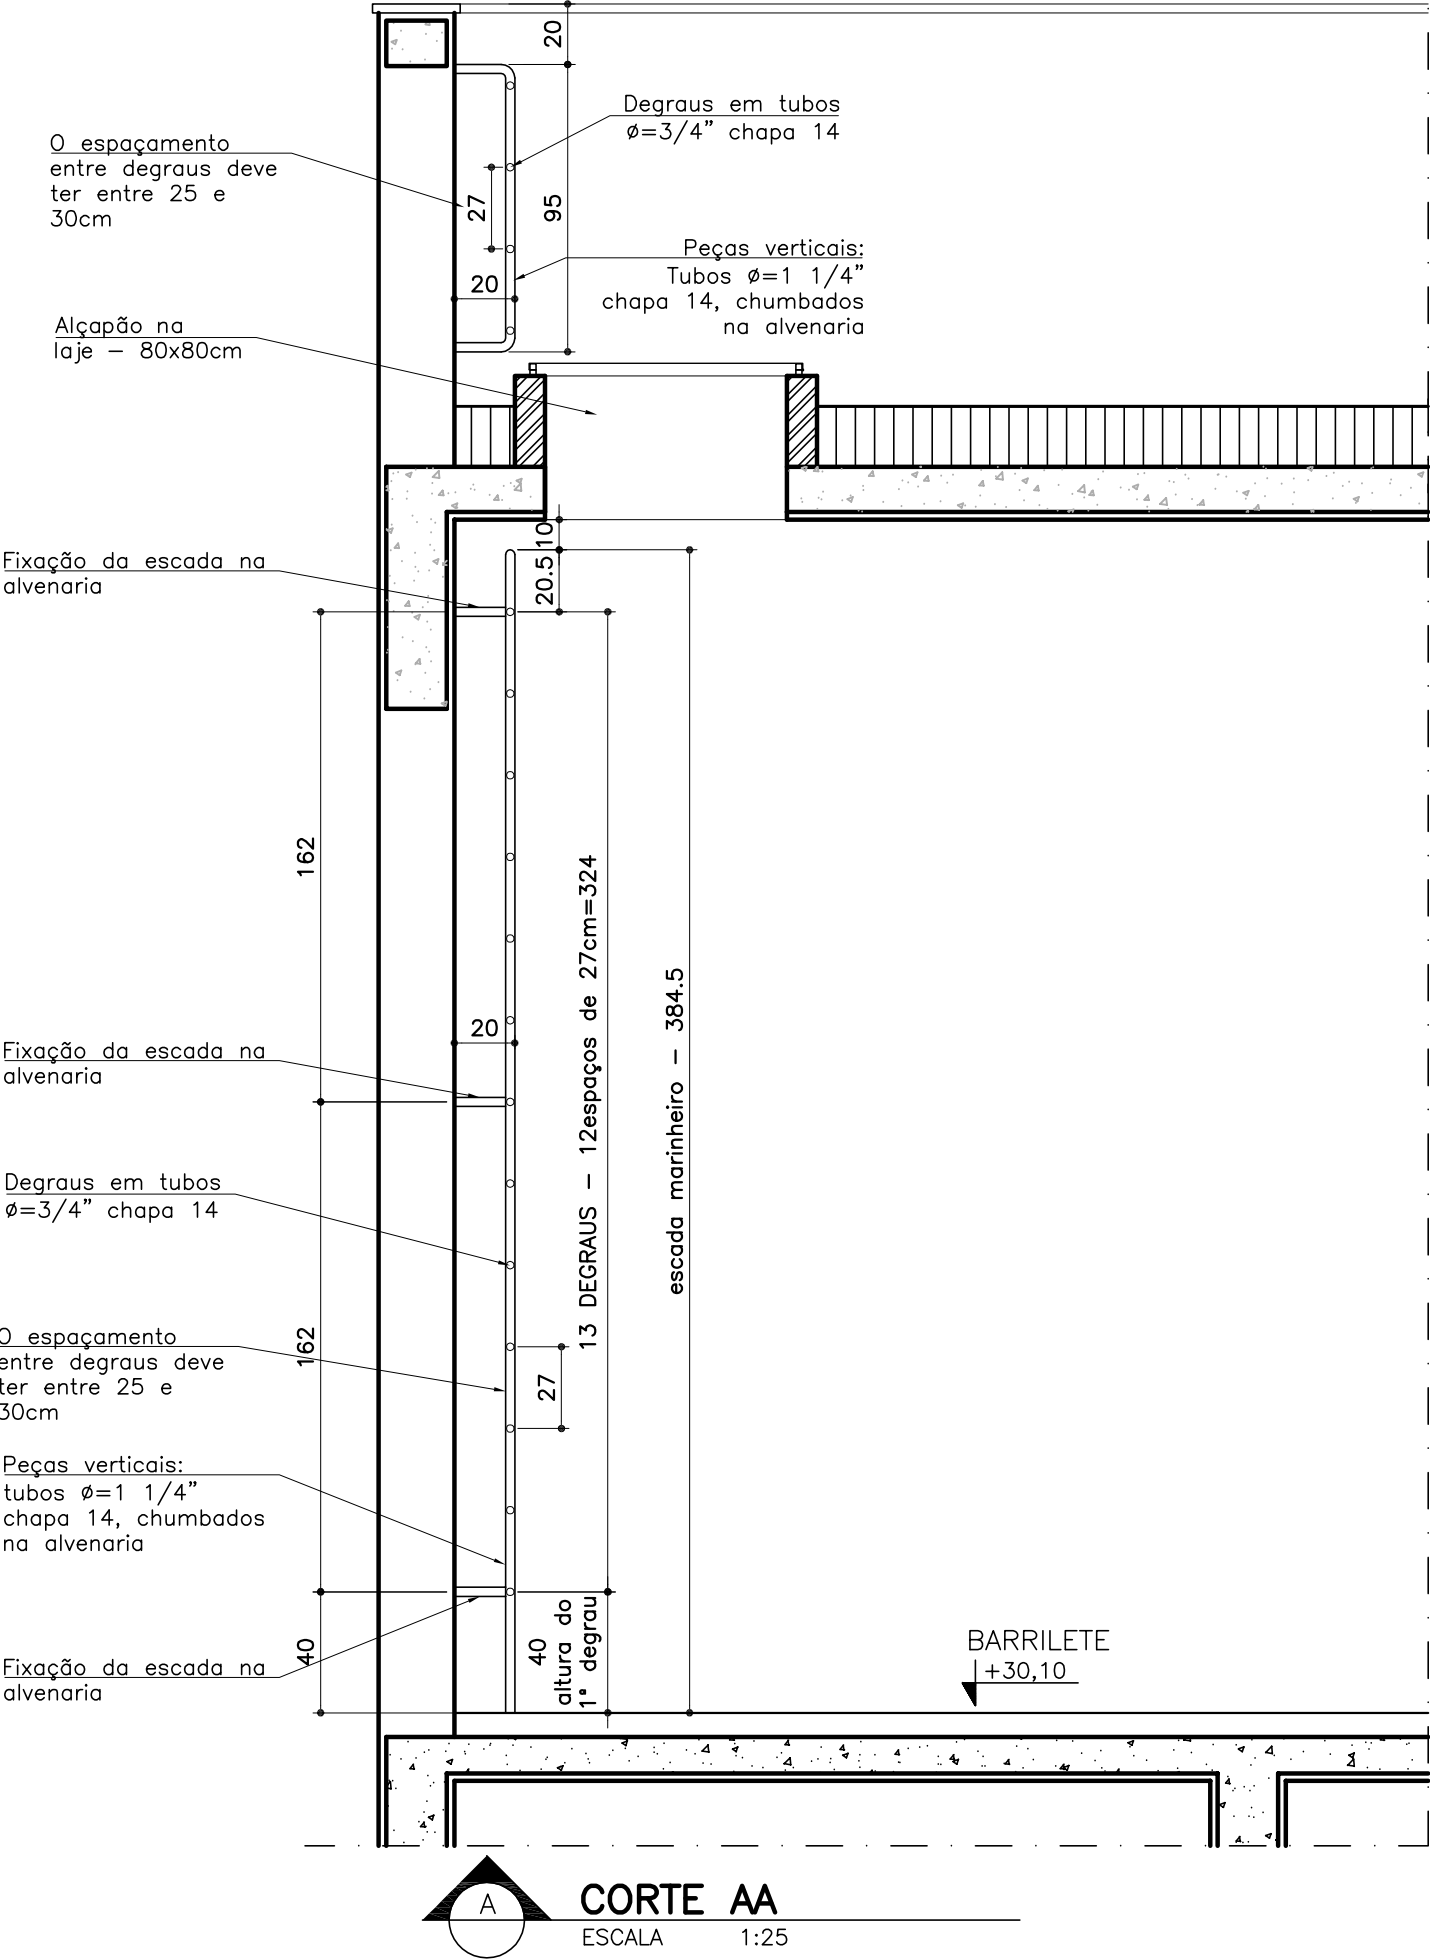 20
Degraus em tubos
ø=3/4" chapa 14
O espaçamento
entre degraus deve
ter entre 25 e
30cm
27
95
Peças verticais:
Tubos ø=1 1/4"
chapa 14, chumbados
na alvenaria
20
Alçapão na
laje – 80x80cm
10
20.5
Fixação da escada na
alvenaria
162
13 DEGRAUS – 12espaços de 27cm=324
escada marinheiro – 384.5
20
Fixação da escada na
alvenaria
Degraus em tubos
ø=3/4" chapa 14
162
O espaçamento
entre degraus deve
ter entre 25 e
30cm
27
Peças verticais:
tubos ø=1 1/4"
chapa 14, chumbados
na alvenaria
40
40
altura do
1º degrau
Fixação da escada na
alvenaria
BARRILETE
+30,10
A
CORTE AA
ESCALA 1:25